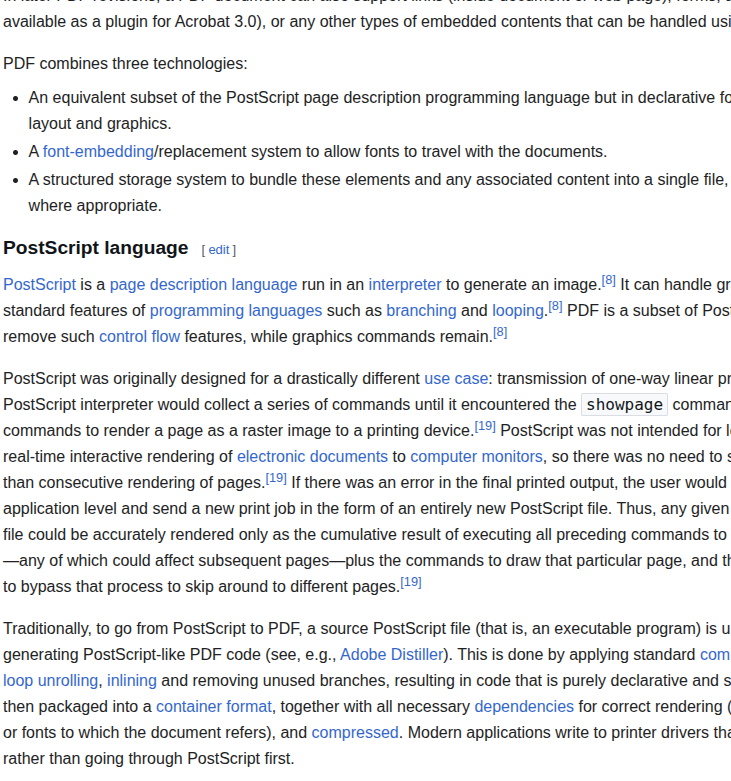 available as a plugin for Acrobat 3.0), or any other types of embedded contents that can be handled usi
PDF combines three technologies:
An equivalent subset of the PostScript page description programming language but in declarative fo
layout and graphics.
A font-embedding/replacement system to allow fonts to travel with the documents.
A structured storage system to bundle these elements and any associated content into a single file,
where appropriate.
PostScript language [ edit ]
PostScript is a page description language run in an interpreter to generate an image.[8] It can handle gr
standard features of programming languages such as branching and looping.[8] PDF is a subset of Post
remove such control flow features, while graphics commands remain.[8]
PostScript was originally designed for a drastically different use case: transmission of one-way linear pr
PostScript interpreter would collect a series of commands until it encountered the showpage comman
commands to render a page as a raster image to a printing device.[19] PostScript was not intended for lo
real-time interactive rendering of electronic documents to computer monitors, so there was no need to s
than consecutive rendering of pages.[19] If there was an error in the final printed output, the user would
application level and send a new print job in the form of an entirely new PostScript file. Thus, any given
file could be accurately rendered only as the cumulative result of executing all preceding commands to
—any of which could affect subsequent pages—plus the commands to draw that particular page, and th
to bypass that process to skip around to different pages.[19]
Traditionally, to go from PostScript to PDF, a source PostScript file (that is, an executable program) is u
generating PostScript-like PDF code (see, e.g., Adobe Distiller). This is done by applying standard com
loop unrolling, inlining and removing unused branches, resulting in code that is purely declarative and s
then packaged into a container format, together with all necessary dependencies for correct rendering (
or fonts to which the document refers), and compressed. Modern applications write to printer drivers tha
rather than going through PostScript first.